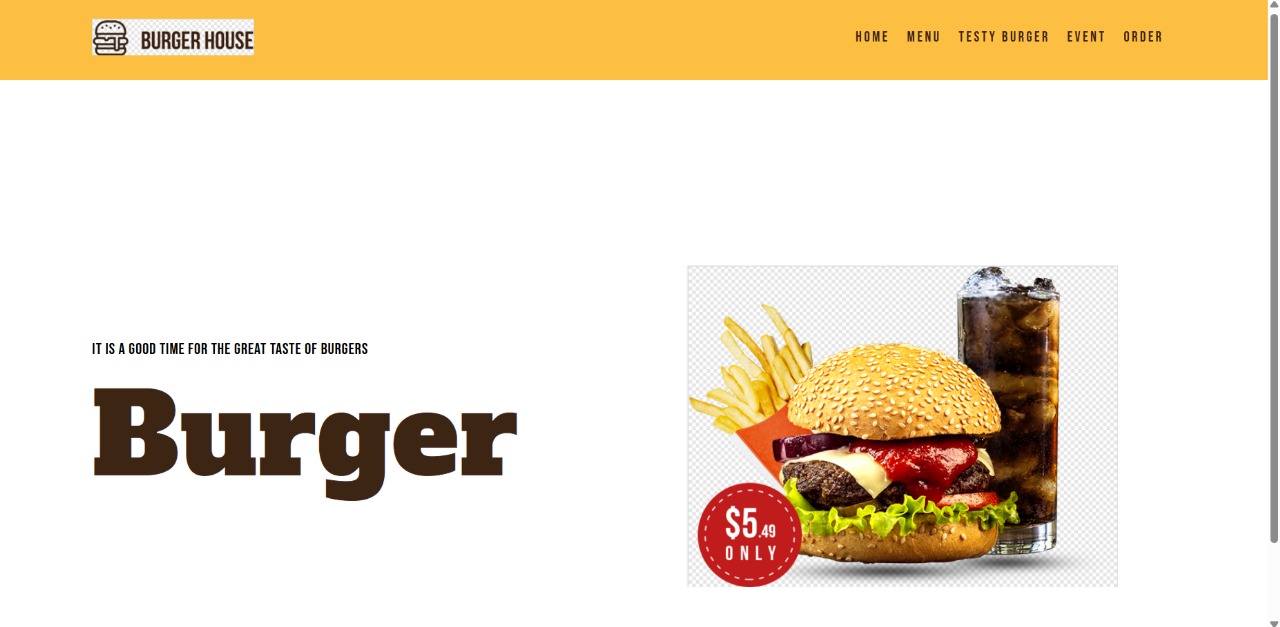 BURGER HOUSE
HOME MENU TESTY BURGER EVENT ORDER
IT IS A GOOD TIME FOR THE GREAT TASTE OF BURGERS
Burger
$5.49
ONLY